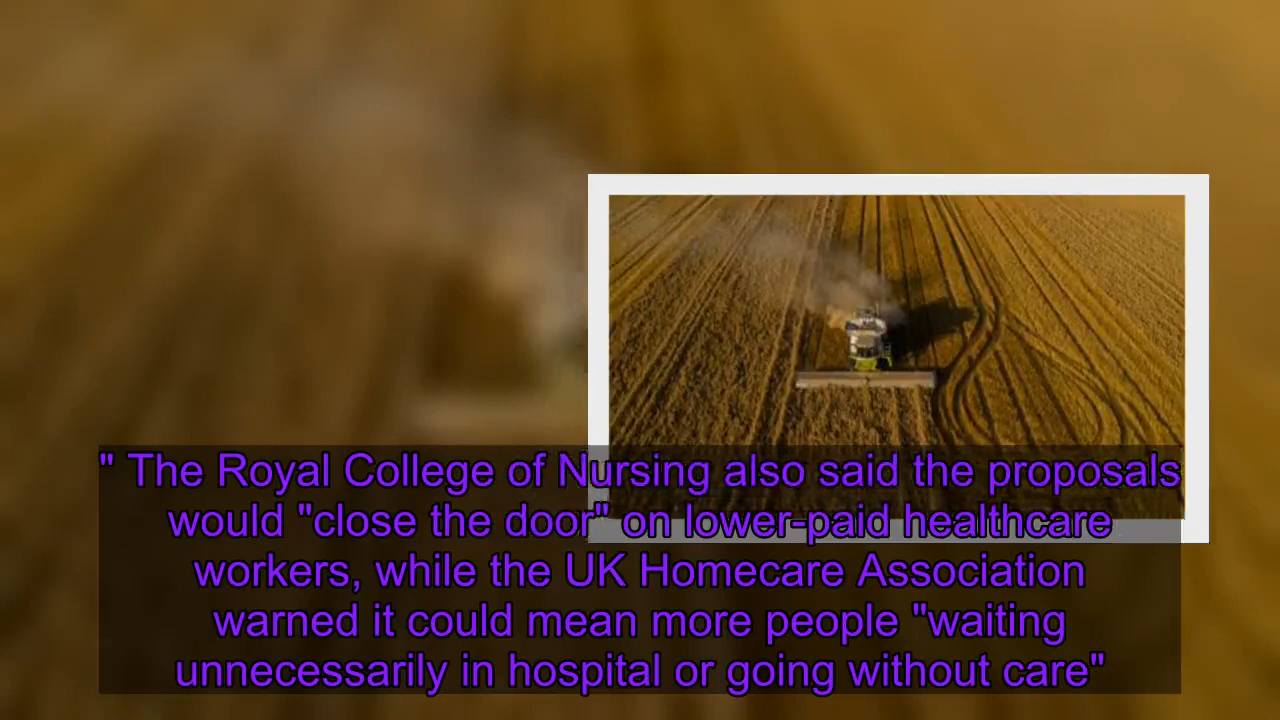 " The Royal College of Nursing also said the proposals
would "close the door" on lower-paid healthcare
workers, while the UK Homecare Association
warned it could mean more people "waiting
unnecessarily in hospital or going without care"